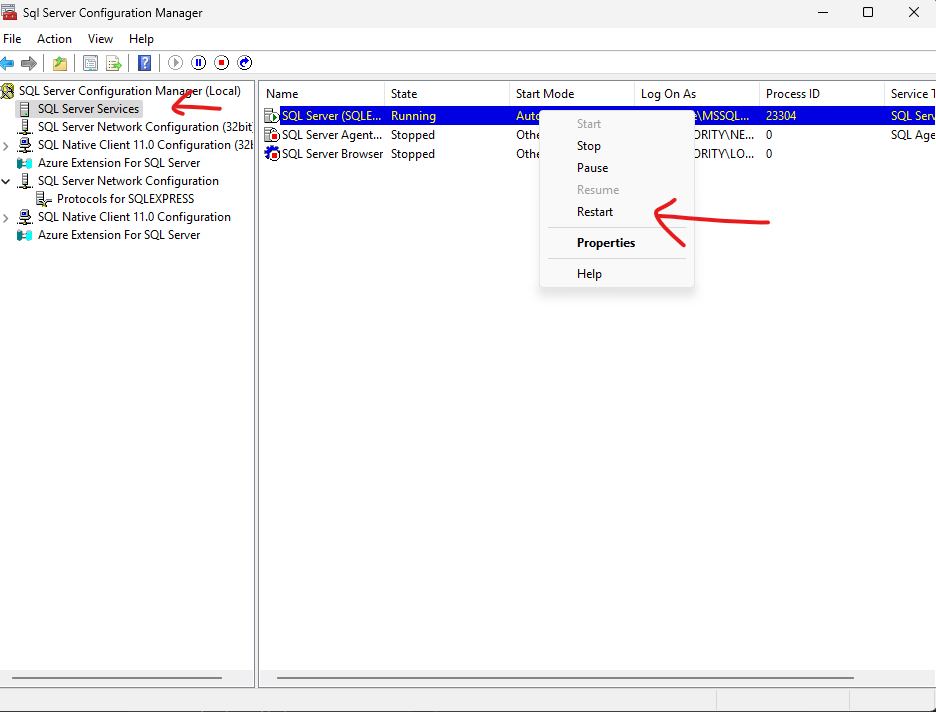 Sql Server Configuration Manager
File Action View Help
SQL Server Configuration Manager (Local)
SQL Server Services
SQL Server Network Configuration (32bit
SQL Native Client 11.0 Configuration (32b
Azure Extension For SQL Server
SQL Server Network Configuration
Protocols for SQLEXPRESS
SQL Native Client 11.0 Configuration
Azure Extension For SQL Server
Name State Start Mode Log On As Process ID Service T
SQL Server (SQLE... Running Auto \MSSQL... 23304 SQL Serv
SQL Server Agent... Stopped Othe ORITY\NE... 0 SQL Age
SQL Server Browser Stopped Othe ORITY\LO... 0
Start
Stop
Pause
Resume
Restart
Properties
Help